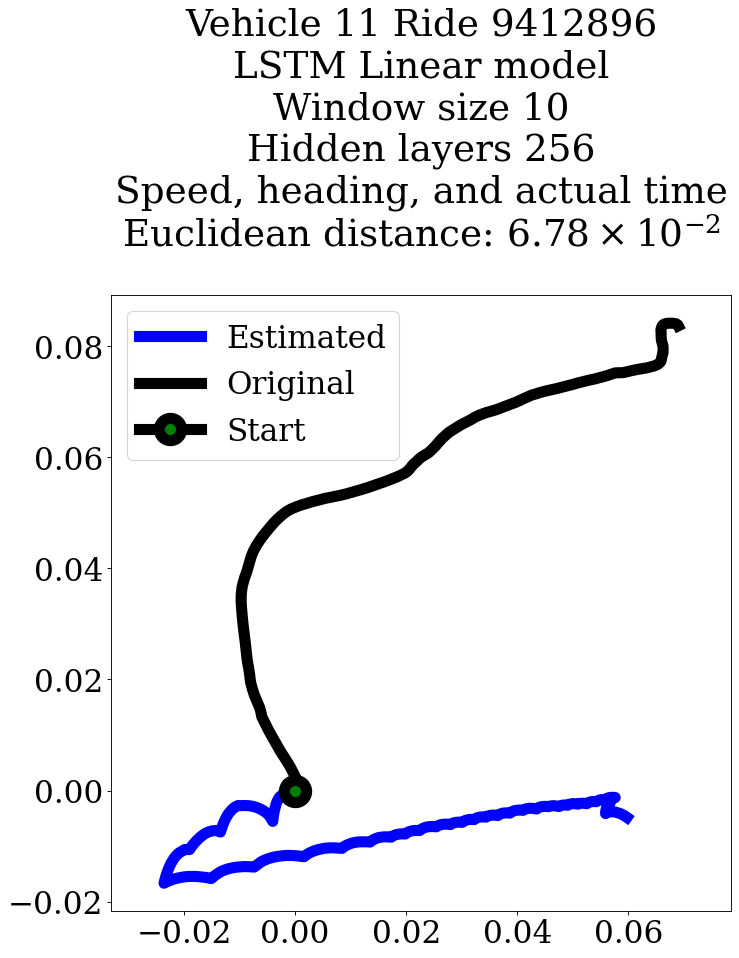 Vehicle 11 Ride 9412896
LSTM Linear model
Window size 10
Hidden layers 256
Speed, heading, and actual time
Euclidean distance: 6.78 × 10⁻²
Estimated
Original
Start
0.08
0.06
0.04
0.02
0.00
−0.02
−0.02 0.00 0.02 0.04 0.06